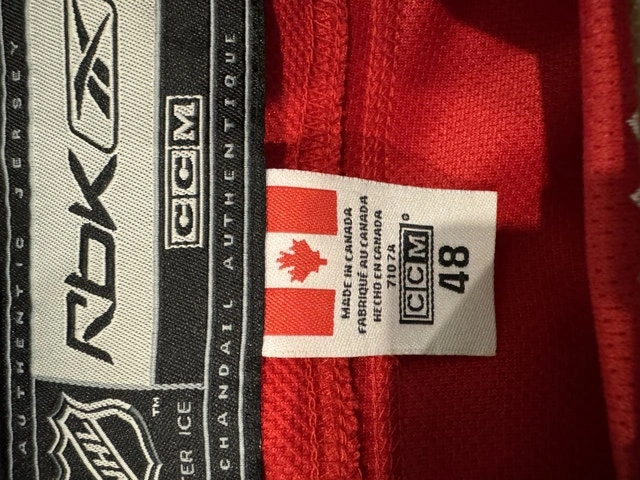 AUTHENTIC JERSEY
Rbk
CCM
NHL
TM
ER ICE
CHANDAIL AUTHENTIQUE
MADE IN CANADA
FABRIQUÉ AU CANADA
HECHO EN CANADA
7107A
CCM
48